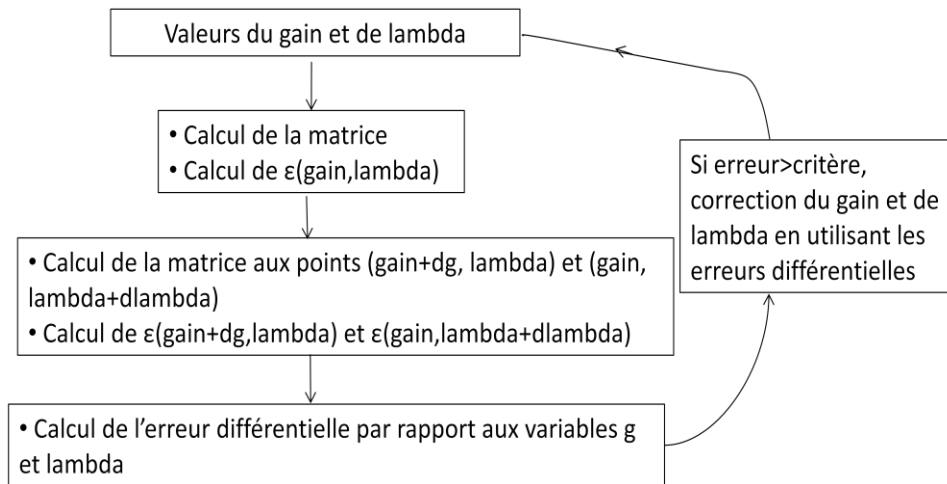 Valeurs du gain et de lambda
• Calcul de la matrice
• Calcul de ε(gain,lambda)
• Calcul de la matrice aux points (gain+dg, lambda) et (gain,
lambda+dlambda)
• Calcul de ε(gain+dg,lambda) et ε(gain,lambda+dlambda)
• Calcul de l’erreur différentielle par rapport aux variables g
et lambda
Si erreur>critère,
correction du gain et de
lambda en utilisant les
erreurs différentielles